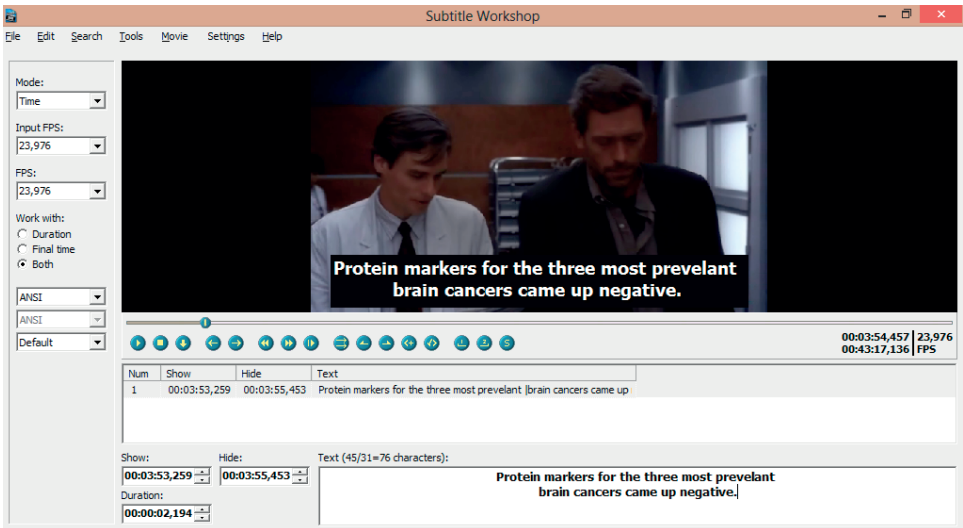 Subtitle Workshop
File Edit Search Tools Movie Settings Help
Mode:
Time
Input FPS:
23,976
FPS:
23,976
Work with:
Duration
Final time
Both
ANSI
ANSI
Default
Protein markers for the three most prevelant
brain cancers came up negative.
00:03:54,457 23,976
00:43:17,136 FPS
Num Show Hide Text
1 00:03:53,259 00:03:55,453 Protein markers for the three most prevelant |brain cancers came up
Show: Hide: Text (45/31=76 characters):
00:03:53,259 00:03:55,453
Duration:
00:00:02,194
Protein markers for the three most prevelant
brain cancers came up negative.